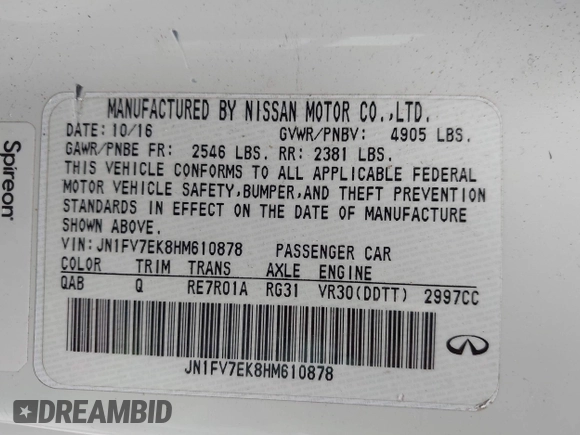 MANUFACTURED BY NISSAN MOTOR CO.,LTD.
DATE: 10/16 GVWR/PNBV: 4905 LBS.
GAWR/PNBE FR: 2546 LBS. RR: 2381 LBS.
THIS VEHICLE CONFORMS TO ALL APPLICABLE FEDERAL
MOTOR VEHICLE SAFETY,BUMPER,AND THEFT PREVENTION
STANDARDS IN EFFECT ON THE DATE OF MANUFACTURE
SHOWN ABOVE.
VIN:JN1FV7EK8HM610878 PASSENGER CAR
COLOR TRIM TRANS AXLE ENGINE
QAB Q RE7R01A RG31 VR30(DDTT) 2997CC
JN1FV7EK8HM610878
Spireon
DREAMBID